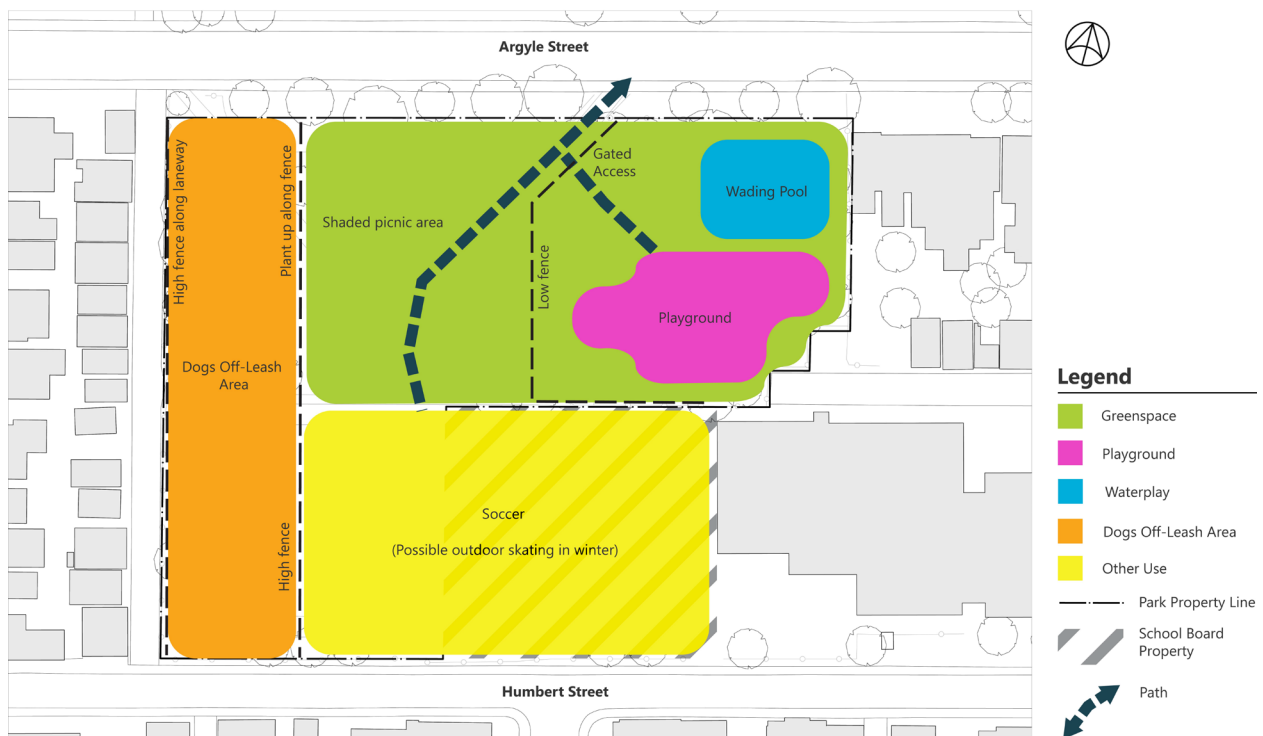 Argyle Street
High fence along laneway
Plant up along fence
Gated
Access
Wading Pool
Shaded picnic area
Low fence
Playground
Dogs Off-Leash
Area
High fence
Soccer
(Possible outdoor skating in winter)
Humbert Street
Legend
Greenspace
Playground
Waterplay
Dogs Off-Leash Area
Other Use
Park Property Line
School Board
Property
Path